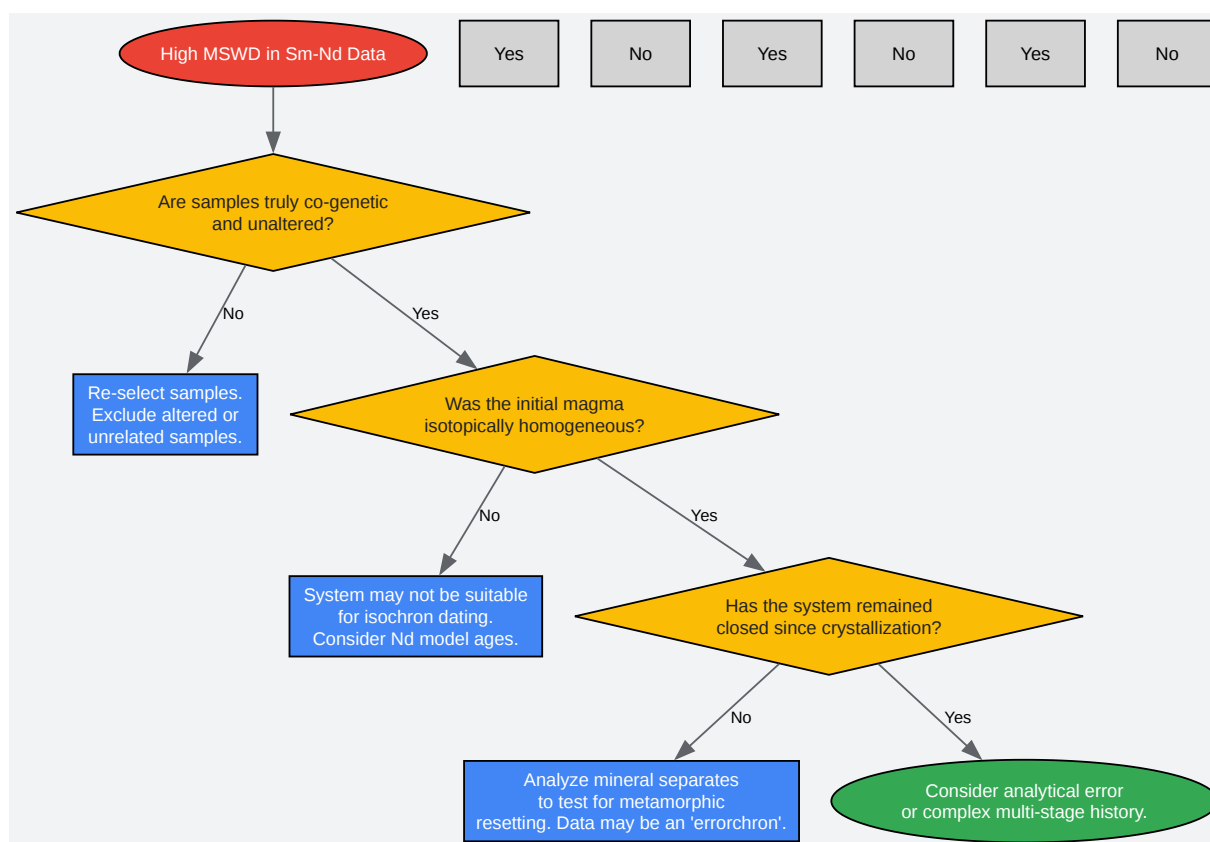 High MSWD in Sm-Nd Data
Yes
No
Yes
No
Yes
No
Are samples truly co-genetic
and unaltered?
No
Yes
Re-select samples.
Exclude altered or
unrelated samples.
Was the initial magma
isotopically homogeneous?
No
Yes
System may not be suitable
for isochron dating.
Consider Nd model ages.
Has the system remained
closed since crystallization?
No
Yes
Analyze mineral separates
to test for metamorphic
resetting. Data may be an 'errorchron'.
Consider analytical error
or complex multi-stage history.